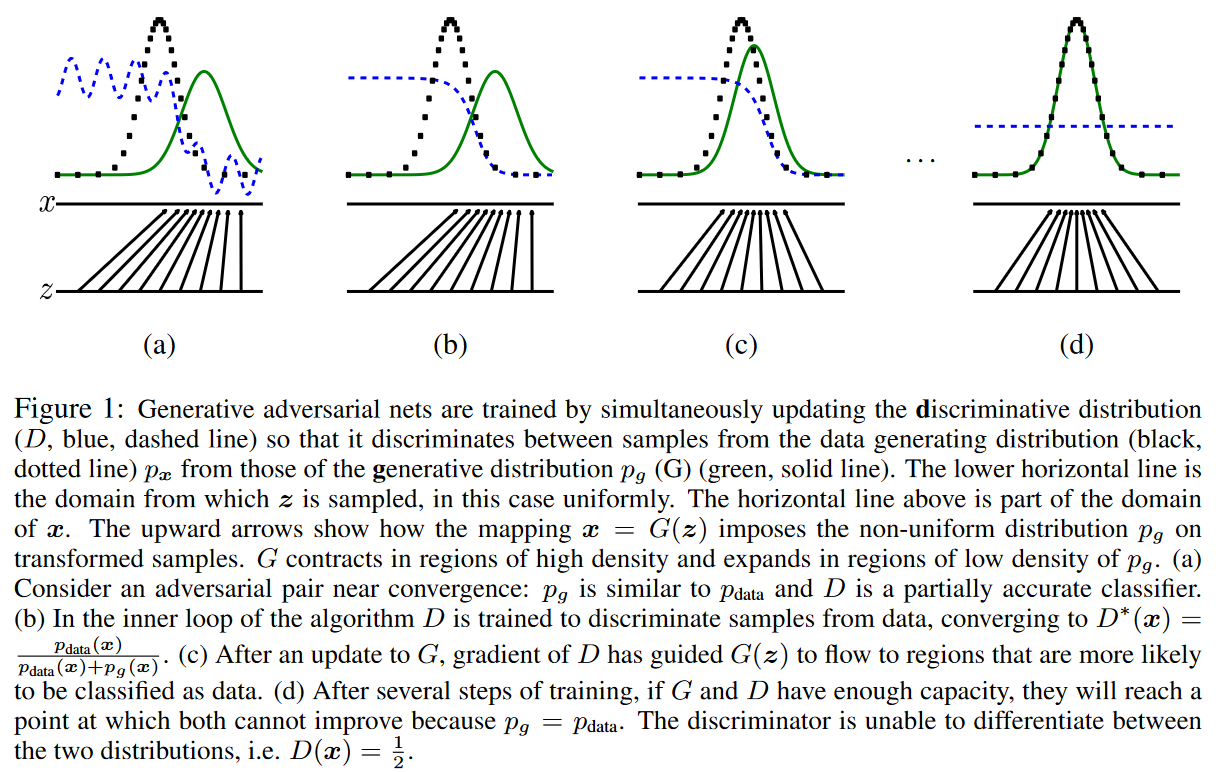 x
z
. . .
(a) (b) (c) (d)
Figure 1: Generative adversarial nets are trained by simultaneously updating the discriminative distribution
(D, blue, dashed line) so that it discriminates between samples from the data generating distribution (black,
dotted line) pₓ from those of the generative distribution p_g (G) (green, solid line). The lower horizontal line is
the domain from which z is sampled, in this case uniformly. The horizontal line above is part of the domain
of x. The upward arrows show how the mapping x = G(z) imposes the non-uniform distribution p_g on
transformed samples. G contracts in regions of high density and expands in regions of low density of p_g. (a)
Consider an adversarial pair near convergence: p_g is similar to p_data and D is a partially accurate classifier.
(b) In the inner loop of the algorithm D is trained to discriminate samples from data, converging to D*(x) =
p_data(x) / (p_data(x)+p_g(x)). (c) After an update to G, gradient of D has guided G(z) to flow to regions that are more likely
to be classified as data. (d) After several steps of training, if G and D have enough capacity, they will reach a
point at which both cannot improve because p_g = p_data. The discriminator is unable to differentiate between
the two distributions, i.e. D(x) = 1/2.